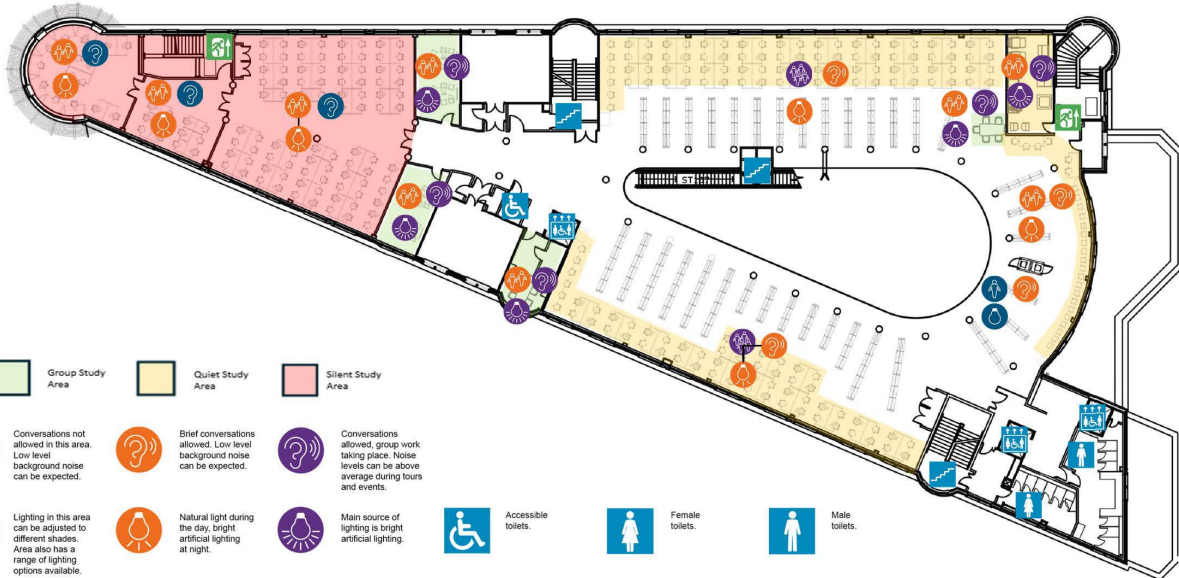 ST
Group Study
Area
Quiet Study
Area
Silent Study
Area
Conversations not
allowed in this area.
Low level
background noise
can be expected.
Brief conversations
allowed. Low level
background noise
can be expected.
Conversations
allowed, group work
taking place. Noise
levels can be above
average during tours
and events.
Lighting in this area
can be adjusted to
different shades.
Area also has a
range of lighting
options available.
Natural light during
the day, bright
artificial lighting
at night.
Main source of
lighting is bright
artificial lighting.
Accessible
toilets.
Female
toilets.
Male
toilets.